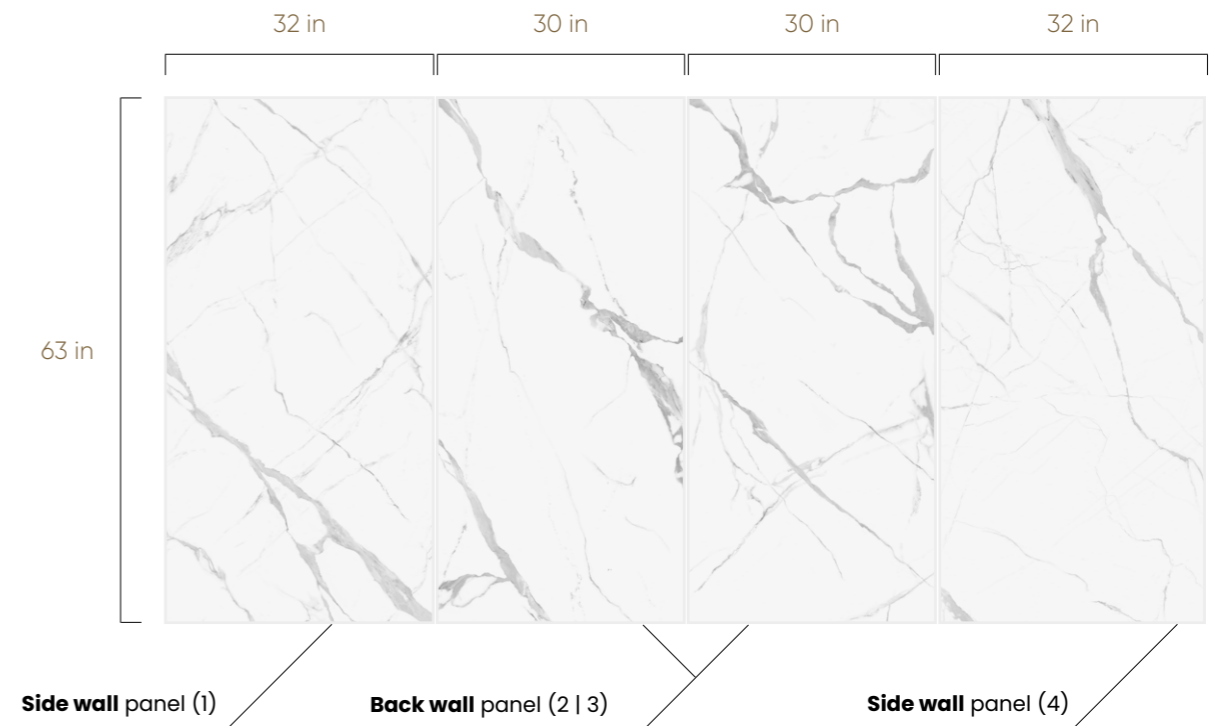 32 in
30 in
30 in
32 in
63 in
Side wall panel (1)
Back wall panel (2 | 3)
Side wall panel (4)